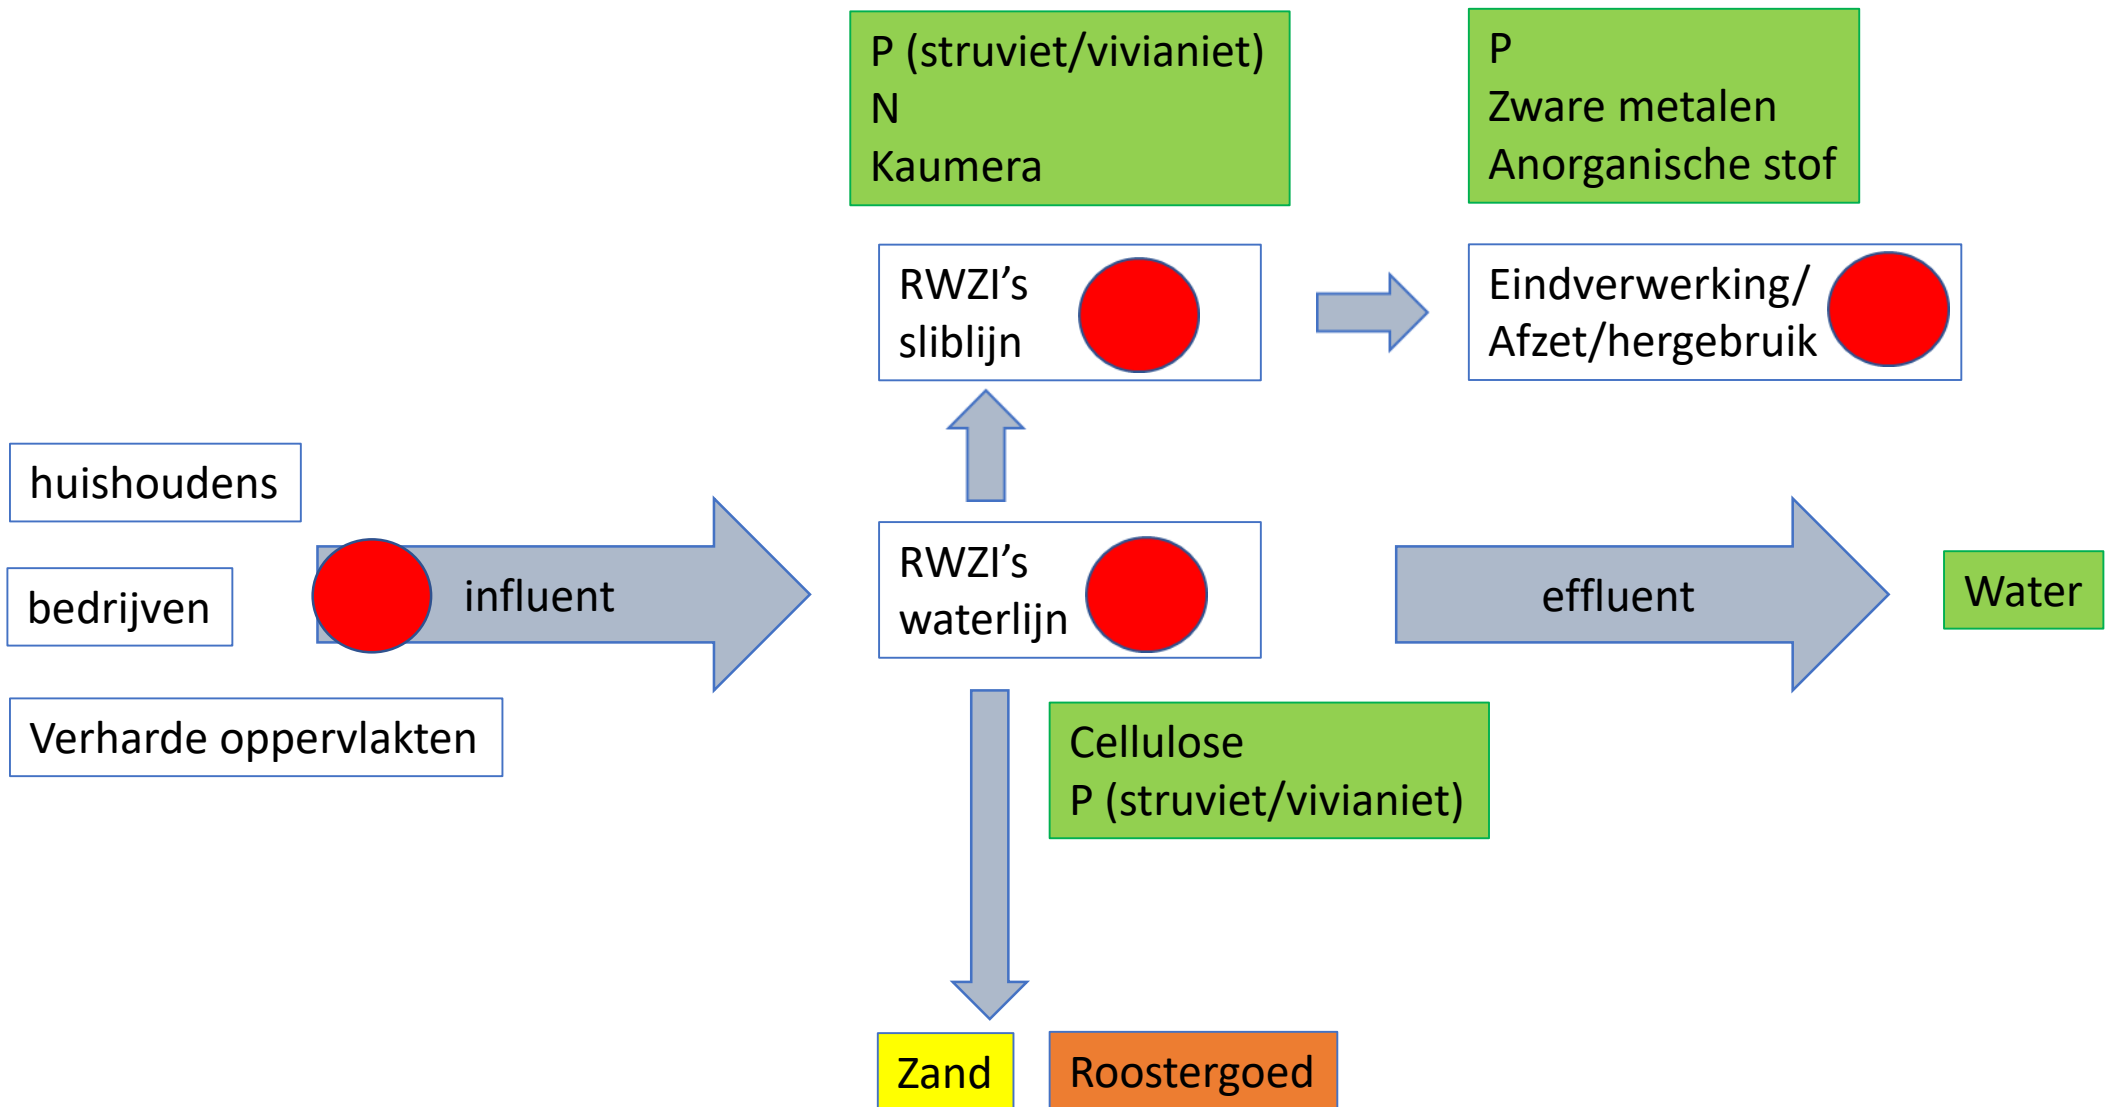 P (struviet/vivianiet)
N
Kaumera
P
Zware metalen
Anorganische stof
RWZI's
sliblijn
Eindverwerking/
Afzet/hergebruik
huishoudens
bedrijven
Verharde oppervlakten
influent
RWZI's
waterlijn
effluent
Water
Cellulose
P (struviet/vivianiet)
Zand
Roostergoed